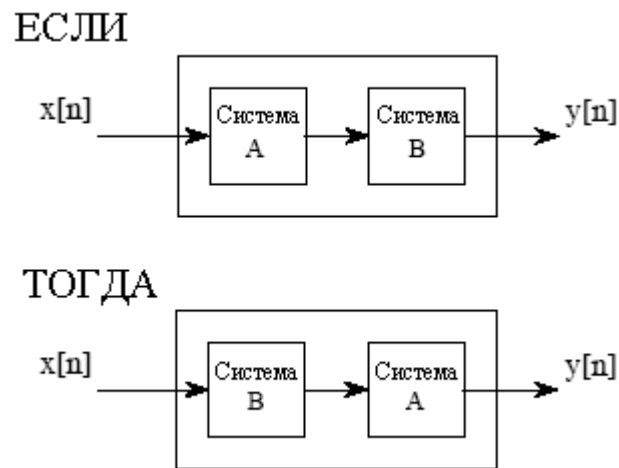 ЕСЛИ
x[n] Система Система y[n]
A B
ТОГДА
x[n] Система Система y[n]
B A